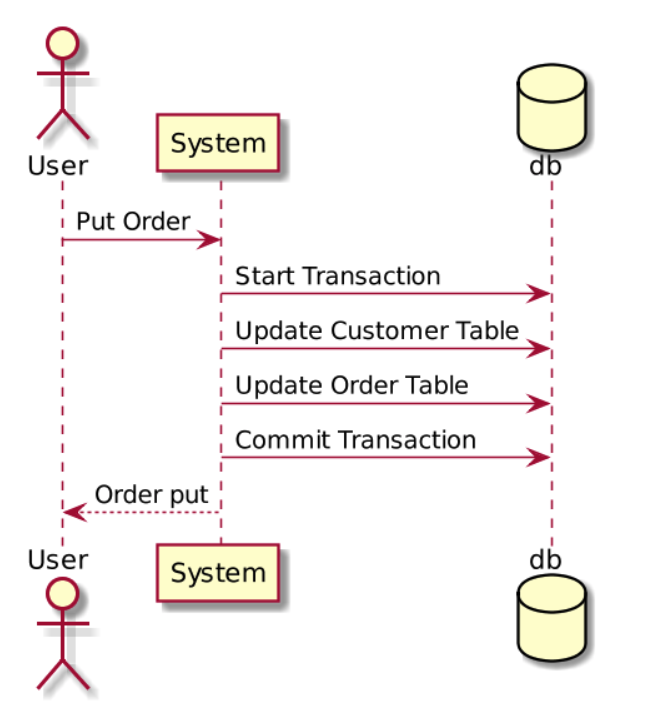 User
System
db
Put Order
Start Transaction
Update Customer Table
Update Order Table
Commit Transaction
Order put
User
System
db